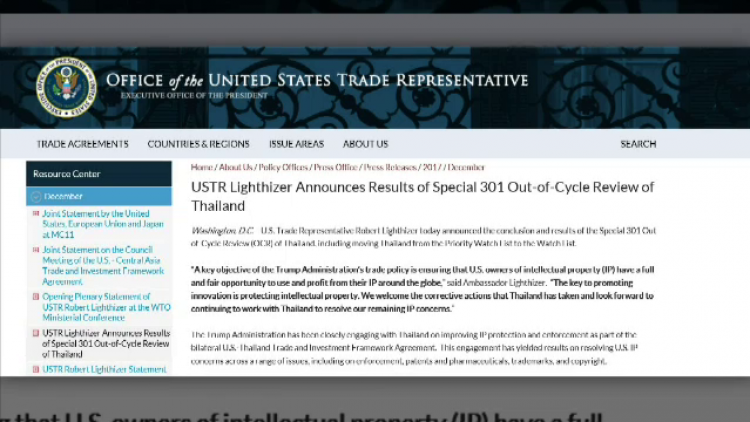 OFFICE of the UNITED STATES TRADE REPRESENTATIVE
EXECUTIVE OFFICE OF THE PRESIDENT
TRADE AGREEMENTS COUNTRIES & REGIONS ISSUE AREAS ABOUT US SEARCH
Resource Center
December
Joint Statement by the United
States, European Union and Japan
at MC11
Joint Statement on the Council
Meeting of the U.S. - Central Asia
Trade and Investment Framework
Agreement
Opening Plenary Statement of
USTR Robert Lighthizer at the WTO
Ministerial Conference
USTR Lighthizer Announces Results
of Special 301 Out-of-Cycle Review
of Thailand
USTR Robert Lighthizer Statement
Home / About Us / Policy Offices / Press Office / Press Releases / 2017 / December
USTR Lighthizer Announces Results of Special 301 Out-of-Cycle Review of
Thailand
Washington, D.C. U.S. Trade Representative Robert Lighthizer today announced the conclusion and results of the Special 301 Out
of-Cycle Review (OCR) of Thailand, including moving Thailand from the Priority Watch List to the Watch List.
"A key objective of the Trump Administration's trade policy is ensuring that U.S. owners of intellectual property (IP) have a full
and fair opportunity to use and profit from their IP around the globe," said Ambassador Lighthizer. "The key to promoting
innovation is protecting intellectual property. We welcome the corrective actions that Thailand has taken and look forward to
continuing to work with Thailand to resolve our remaining IP concerns."
The Trump Administration has been closely engaging with Thailand on improving IP protection and enforcement as part of the
bilateral U.S.-Thailand Trade and Investment Framework Agreement. This engagement has yielded results on resolving U.S. IP
concerns across a range of issues, including on enforcement, patents and pharmaceuticals, trademarks, and copyright.
that U.S. owners of intellectual property (IP) have a full